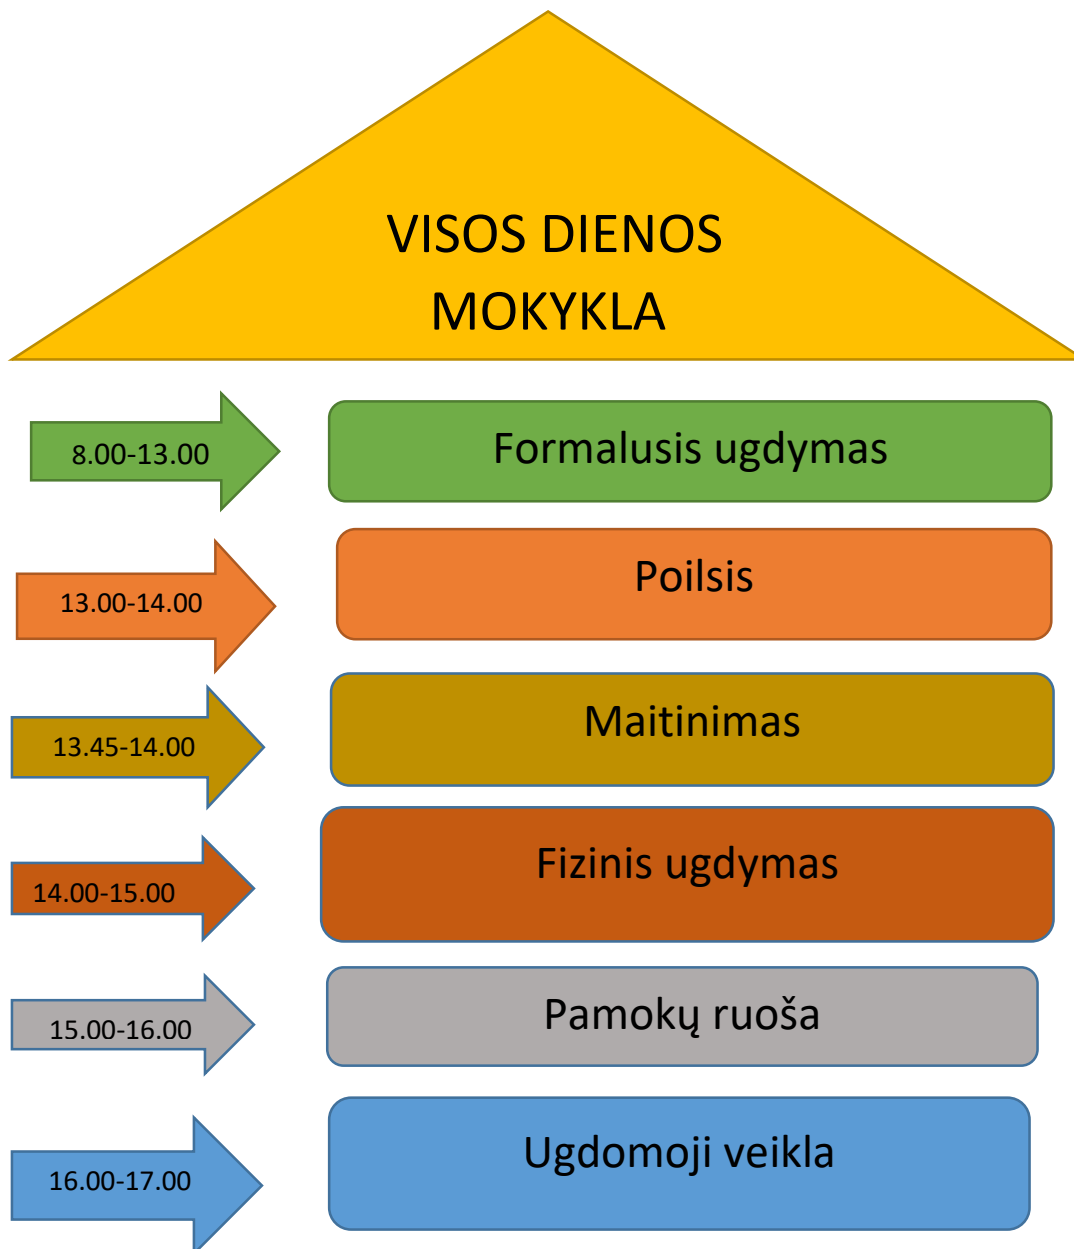 VISOS DIENOS
MOKYKLA
8.00-13.00
Formalusis ugdymas
13.00-14.00
Poilsis
13.45-14.00
Maitinimas
14.00-15.00
Fizinis ugdymas
15.00-16.00
Pamokų ruoša
16.00-17.00
Ugdomoji veikla